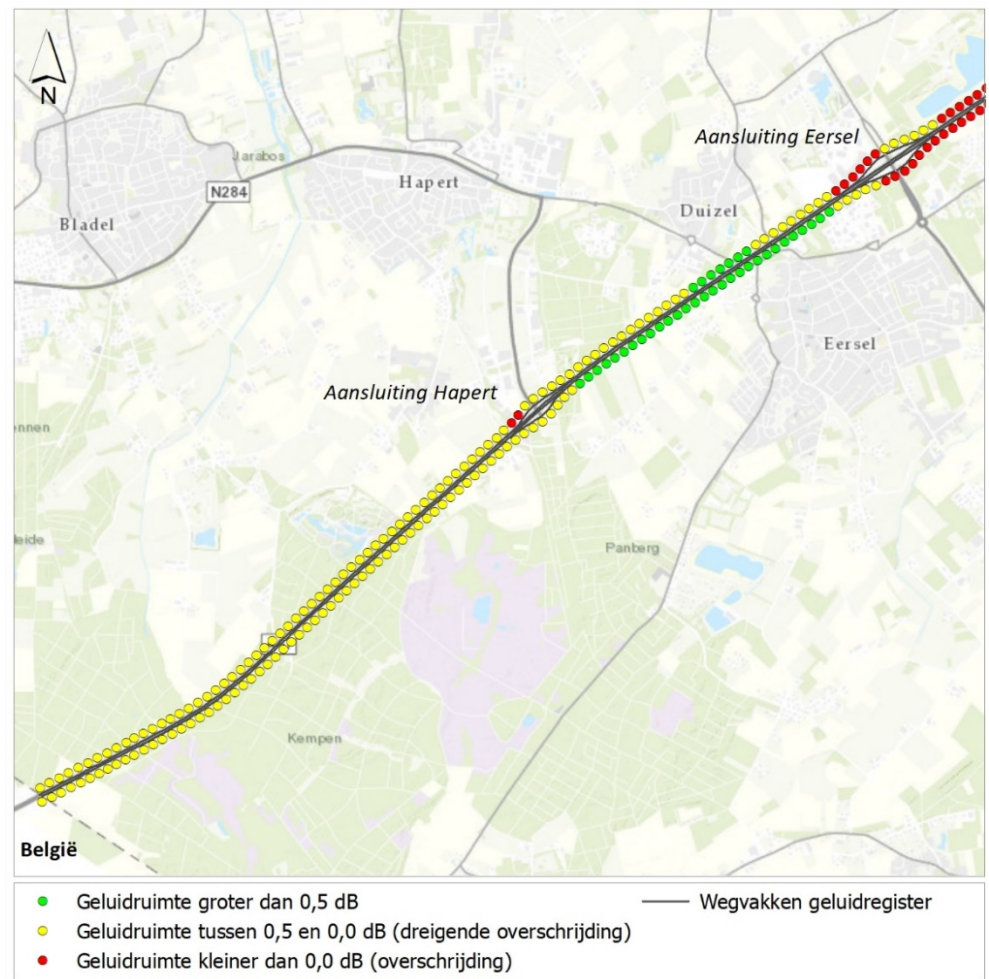 N
Aansluiting Eersel
Jarabos
N284
Hapert
Bladel
Duizel
Eersel
Aansluiting Hapert
ennen
eide
Panberg
Kempen
België
Geluidruimte groter dan 0,5 dB
Wegvakken geluidregister
Geluidruimte tussen 0,5 en 0,0 dB (dreigende overschrijding)
Geluidruimte kleiner dan 0,0 dB (overschrijding)